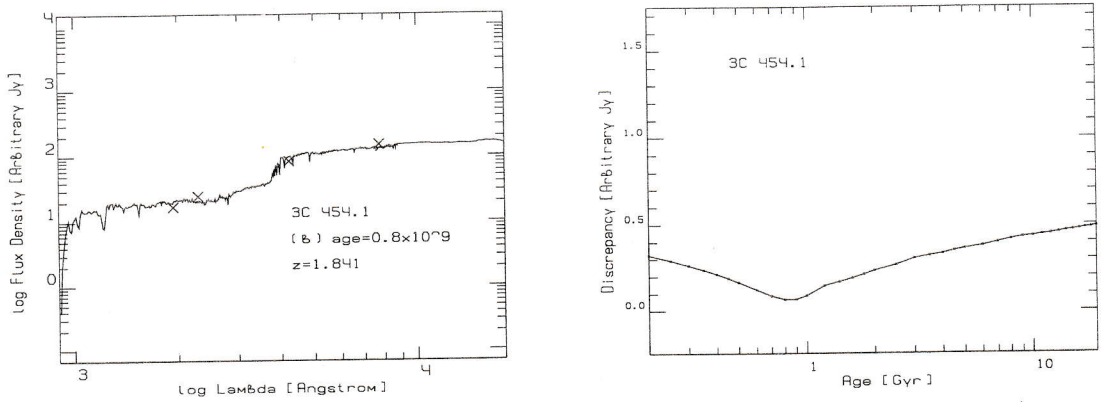 4
3
2
1
0
log Flux Density [Arbitrary Jy]
3C 454.1
(B) age=0.8x10^9
z=1.841
3
4
log Lambda [Angstrom]
1.5
1.0
0.5
0.0
Discrepancy [Arbitrary Jy]
3C 454.1
1
10
Age [Gyr]